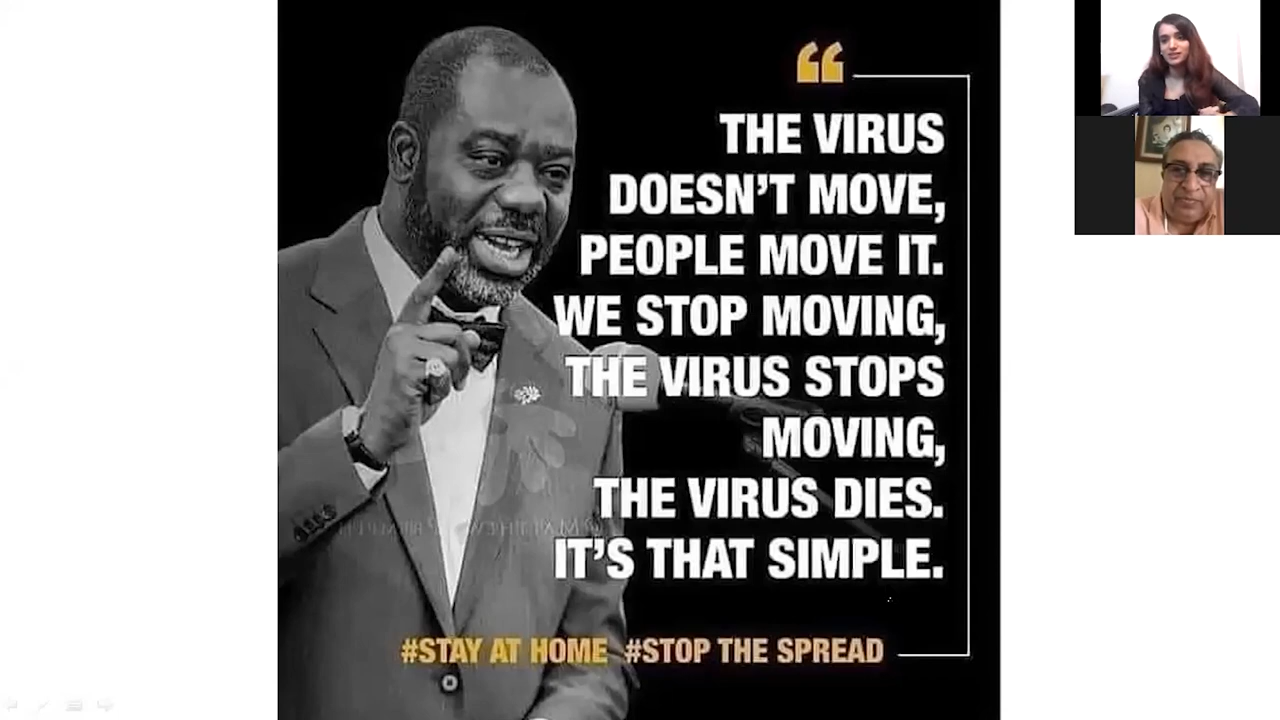 “
THE VIRUS
DOESN’T MOVE,
PEOPLE MOVE IT.
WE STOP MOVING,
THE VIRUS STOPS
MOVING,
THE VIRUS DIES.
IT’S THAT SIMPLE.
#STAY AT HOME #STOP THE SPREAD